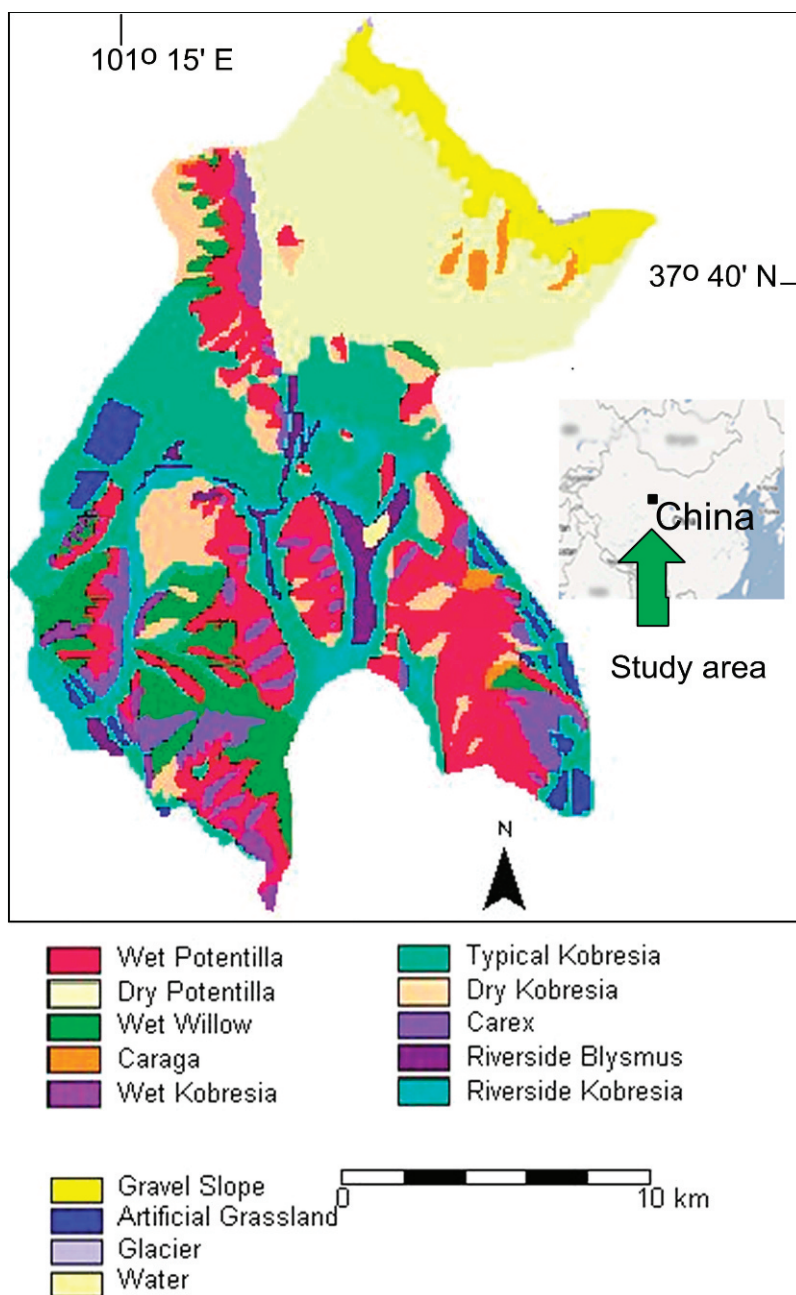 101º 15' E
37º 40' N
China
Study area
N
Wet Potilla
Dry Potentilla
Wet Willow
Caraga
Wet Kobresia
Typical Kobresia
Dry Kobresia
Carex
Riverside Blysmus
Riverside Kobresia
Gravel Slope
Artificial Grassland
Glacier
Water
0
10 km